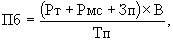 Пб = (Рт + Рмс + Зп) × В / Тп,